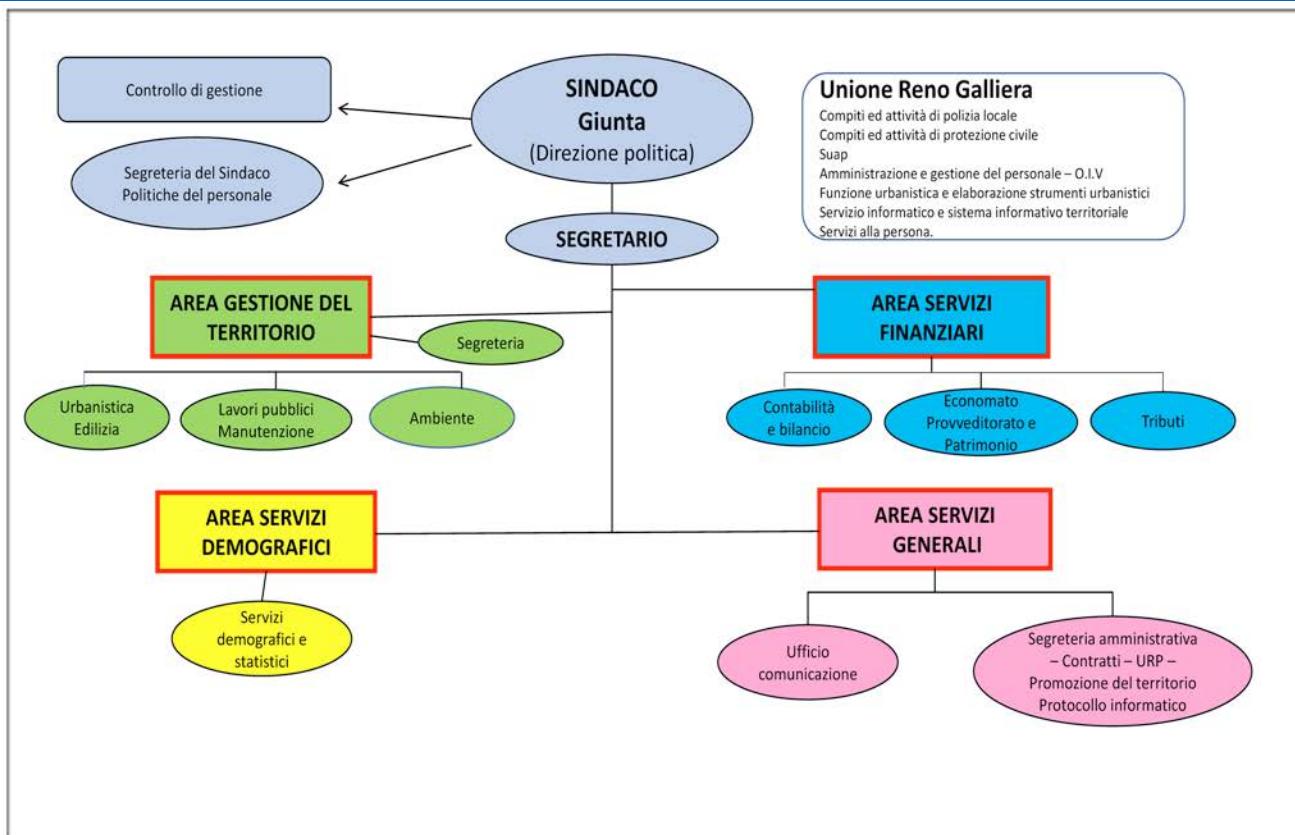 Controllo di gestione
SINDACO
Giunta
(Direzione politica)
Segreteria del Sindaco
Politiche del personale
Unione Reno Galliera
Compiti ed attività di polizia locale
Compiti ed attività di protezione civile
Suap
Amministrazione e gestione del personale – O.I.V
Funzione urbanistica e elaborazione strumenti urbanistici
Servizio informatico e sistema informativo territoriale
Servizi alla persona.
SEGRETARIO
AREA GESTIONE DEL
TERRITORIO
Segreteria
Urbanistica
Edilizia
Lavori pubblici
Manutenzione
Ambiente
AREA SERVIZI
FINANZIARI
Contabilità
e bilancio
Economato
Provveditorato e
Patrimonio
Tributi
AREA SERVIZI
DEMOGRAFICI
Servizi
demografici e
statistici
AREA SERVIZI
GENERALI
Ufficio
comunicazione
Segreteria amministrativa
– Contratti – URP –
Promozione del territorio
Protocollo informatico